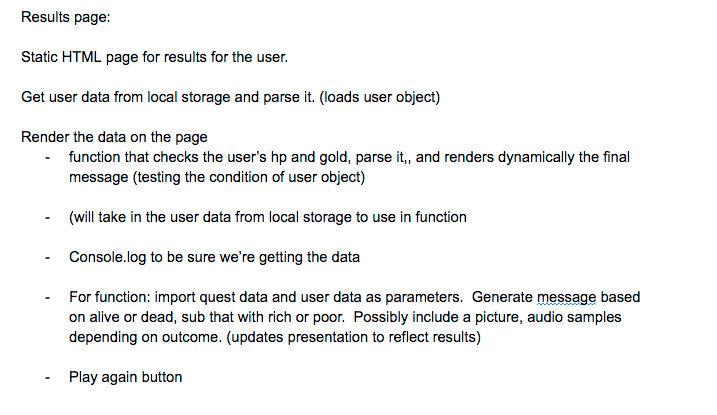 Results page:
Static HTML page for results for the user.
Get user data from local storage and parse it. (loads user object)
Render the data on the page
- function that checks the user's hp and gold, parse it,, and renders dynamically the final
message (testing the condition of user object)
- (will take in the user data from local storage to use in function
- Console.log to be sure we're getting the data
- For function: import quest data and user data as parameters.  Generate message based
on alive or dead, sub that with rich or poor.  Possibly include a picture, audio samples
depending on outcome. (updates presentation to reflect results)
- Play again button